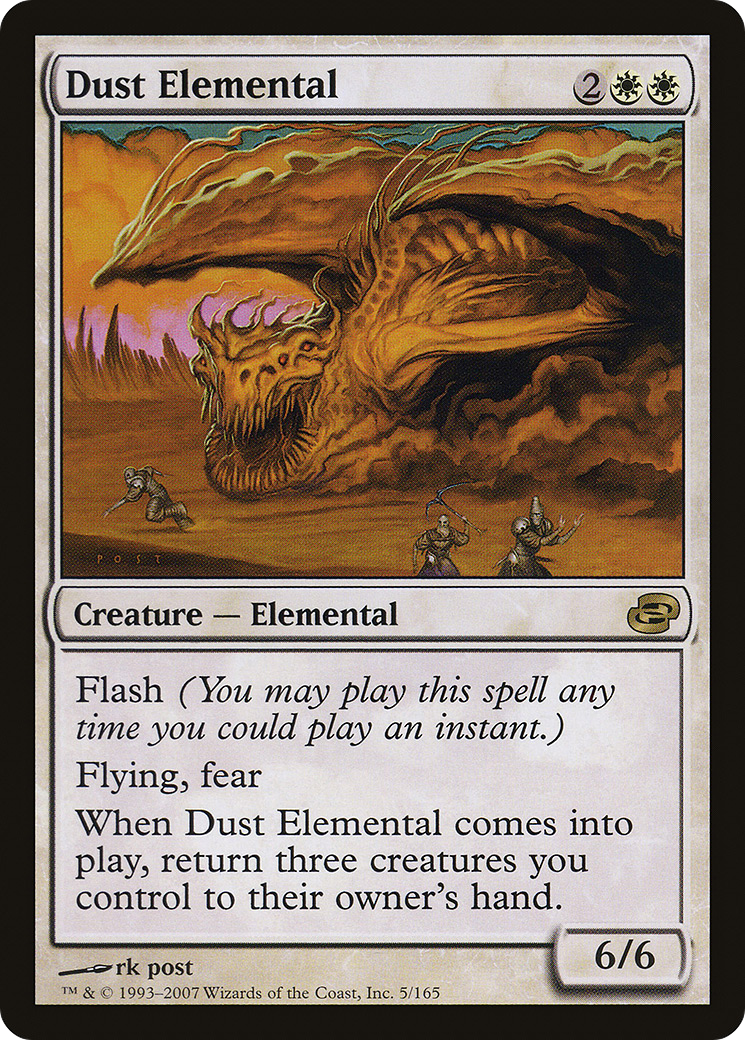 Dust Elemental 2
POST
Creature — Elemental
Flash (You may play this spell any
time you could play an instant.)
Flying, fear
When Dust Elemental comes into
play, return three creatures you
control to their owner's hand.
6/6
rk post
™ & © 1993–2007 Wizards of the Coast, Inc. 5/165